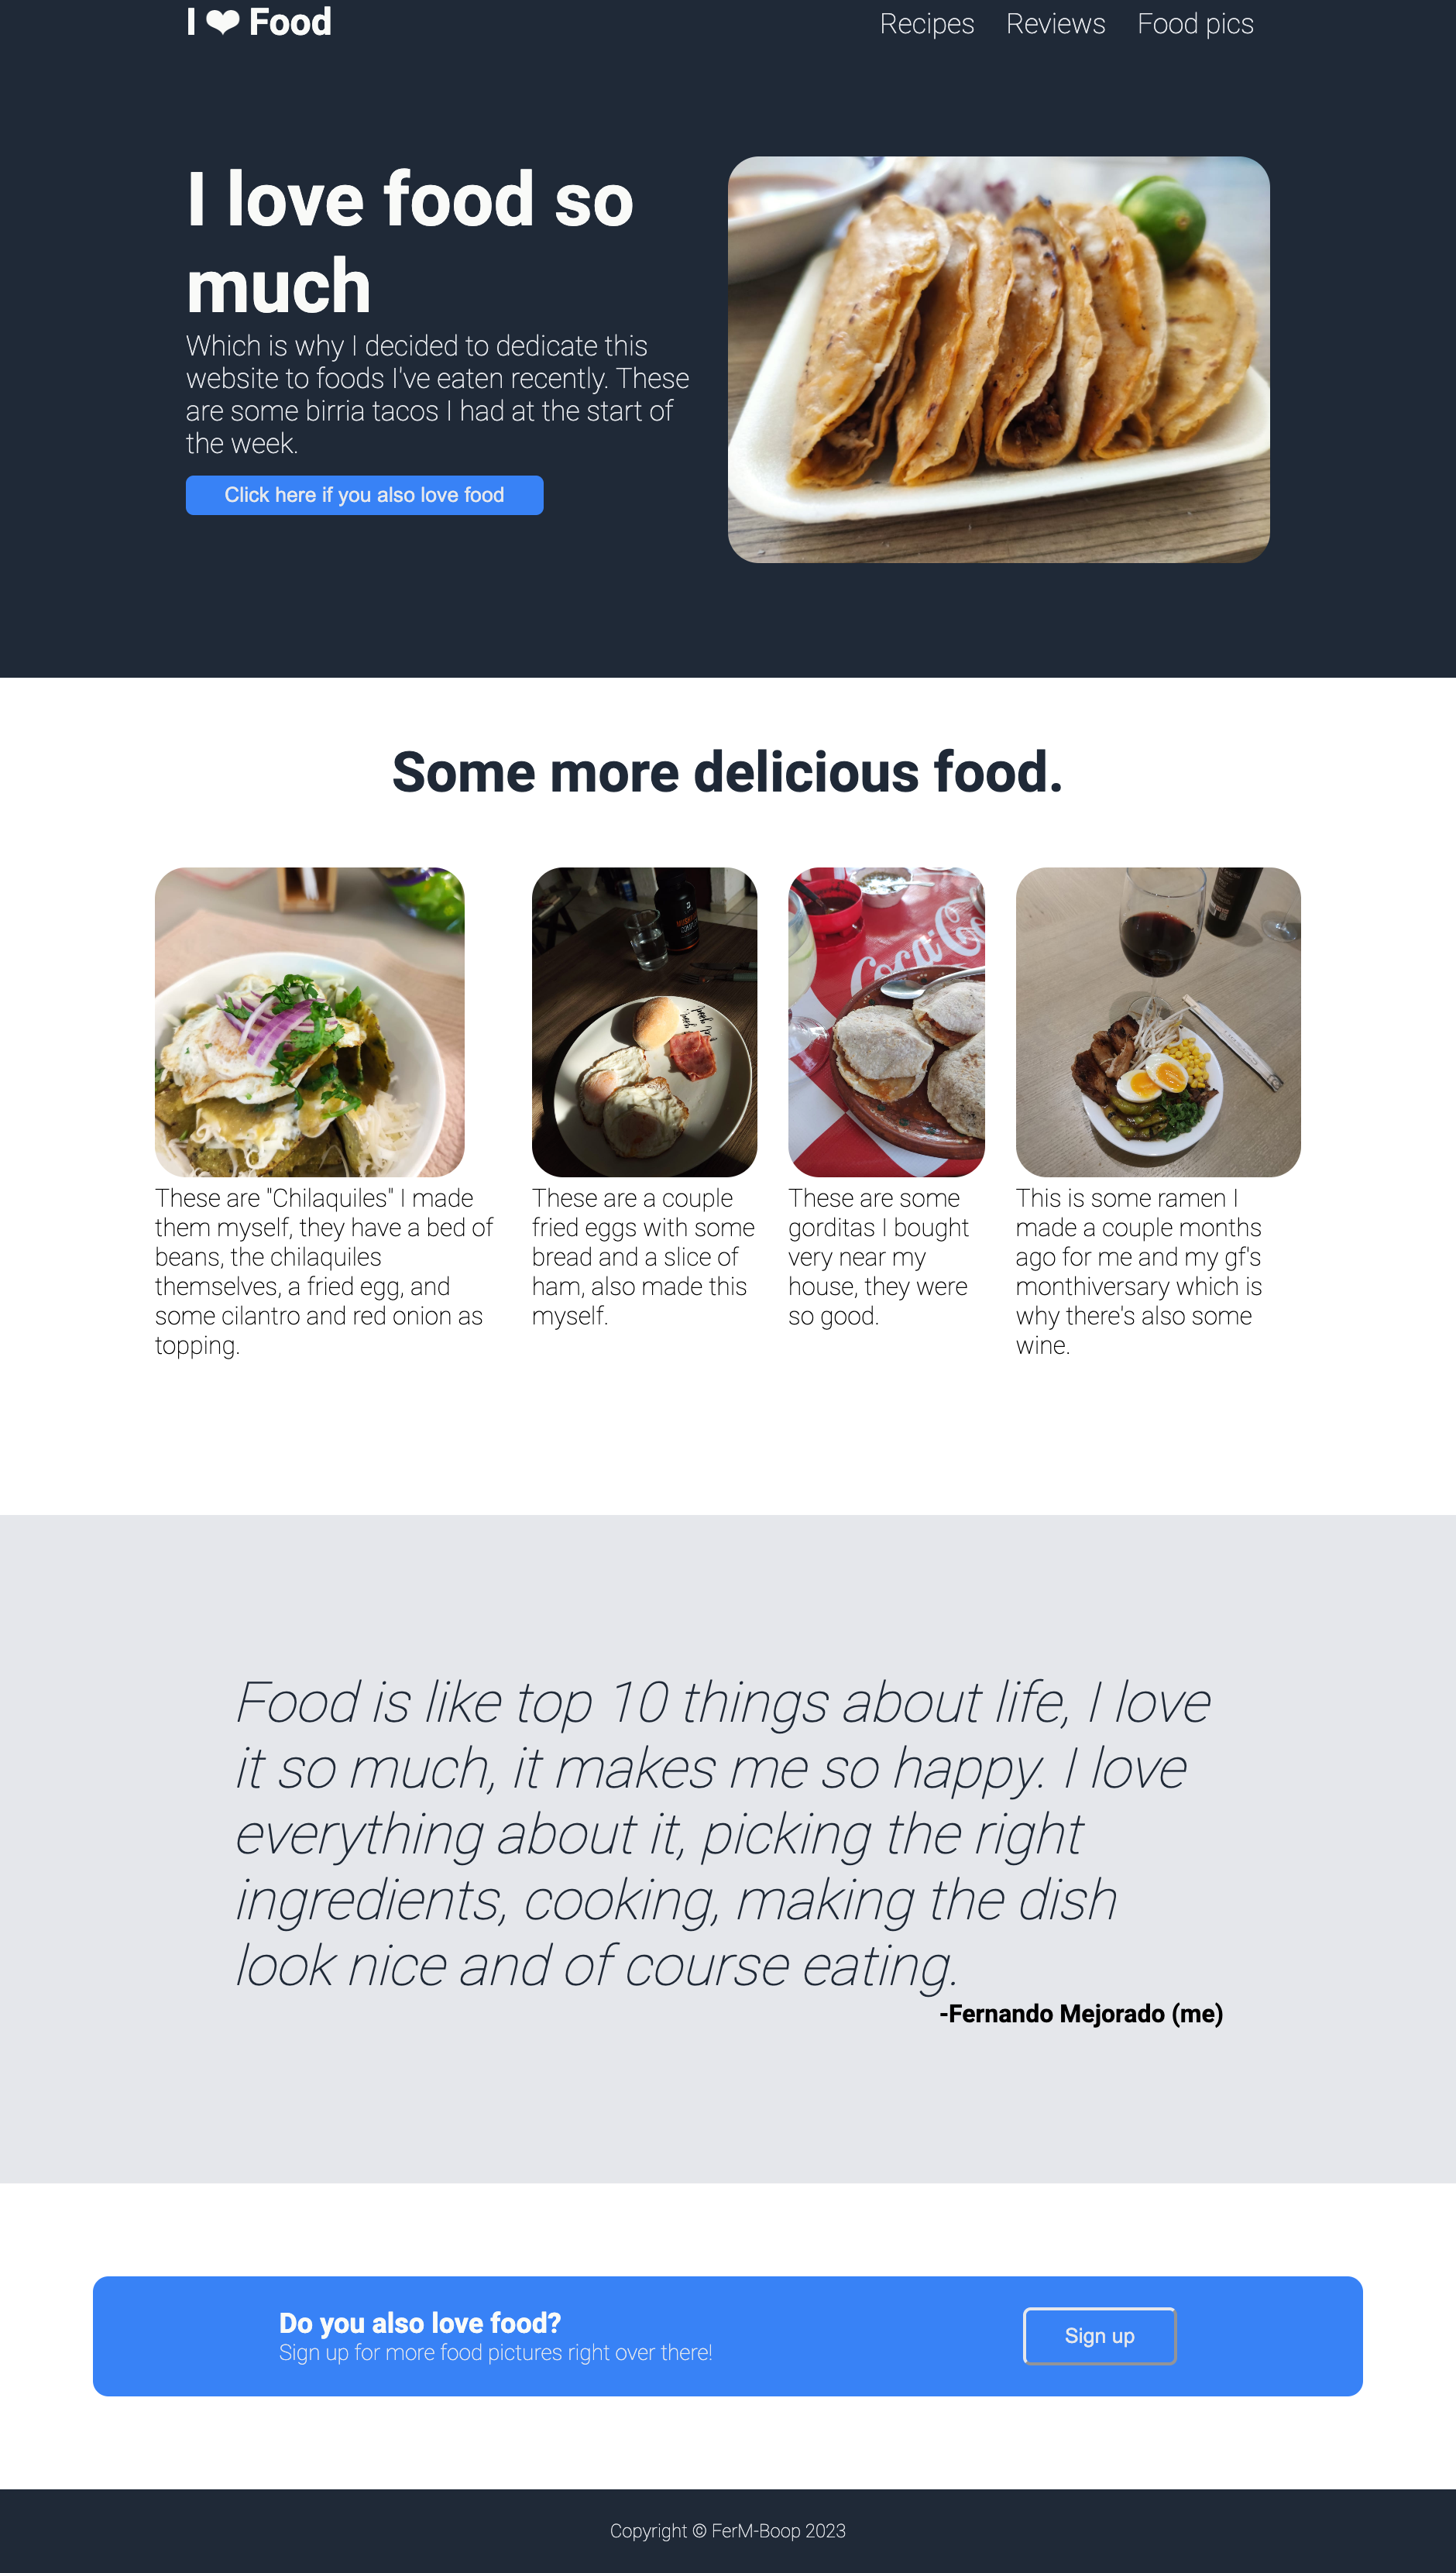 I ❤ Food
Recipes Reviews Food pics
I love food so
much
Which is why I decided to dedicate this
website to foods I've eaten recently. These
are some birria tacos I had at the start of
the week.
Click here if you also love food
Some more delicious food.
Coca-Co
These are "Chilaquiles" I made
them myself, they have a bed of
beans, the chilaquiles
themselves, a fried egg, and
some cilantro and red onion as
topping.
These are a couple
fried eggs with some
bread and a slice of
ham, also made this
myself.
These are some
gorditas I bought
very near my
house, they were
so good.
This is some ramen I
made a couple months
ago for me and my gf's
monthiversary which is
why there's also some
wine.
Food is like top 10 things about life, I love
it so much, it makes me so happy. I love
everything about it, picking the right
ingredients, cooking, making the dish
look nice and of course eating.
-Fernando Mejorado (me)
Do you also love food?
Sign up for more food pictures right over there!
Sign up
Copyright © FerM-Boop 2023